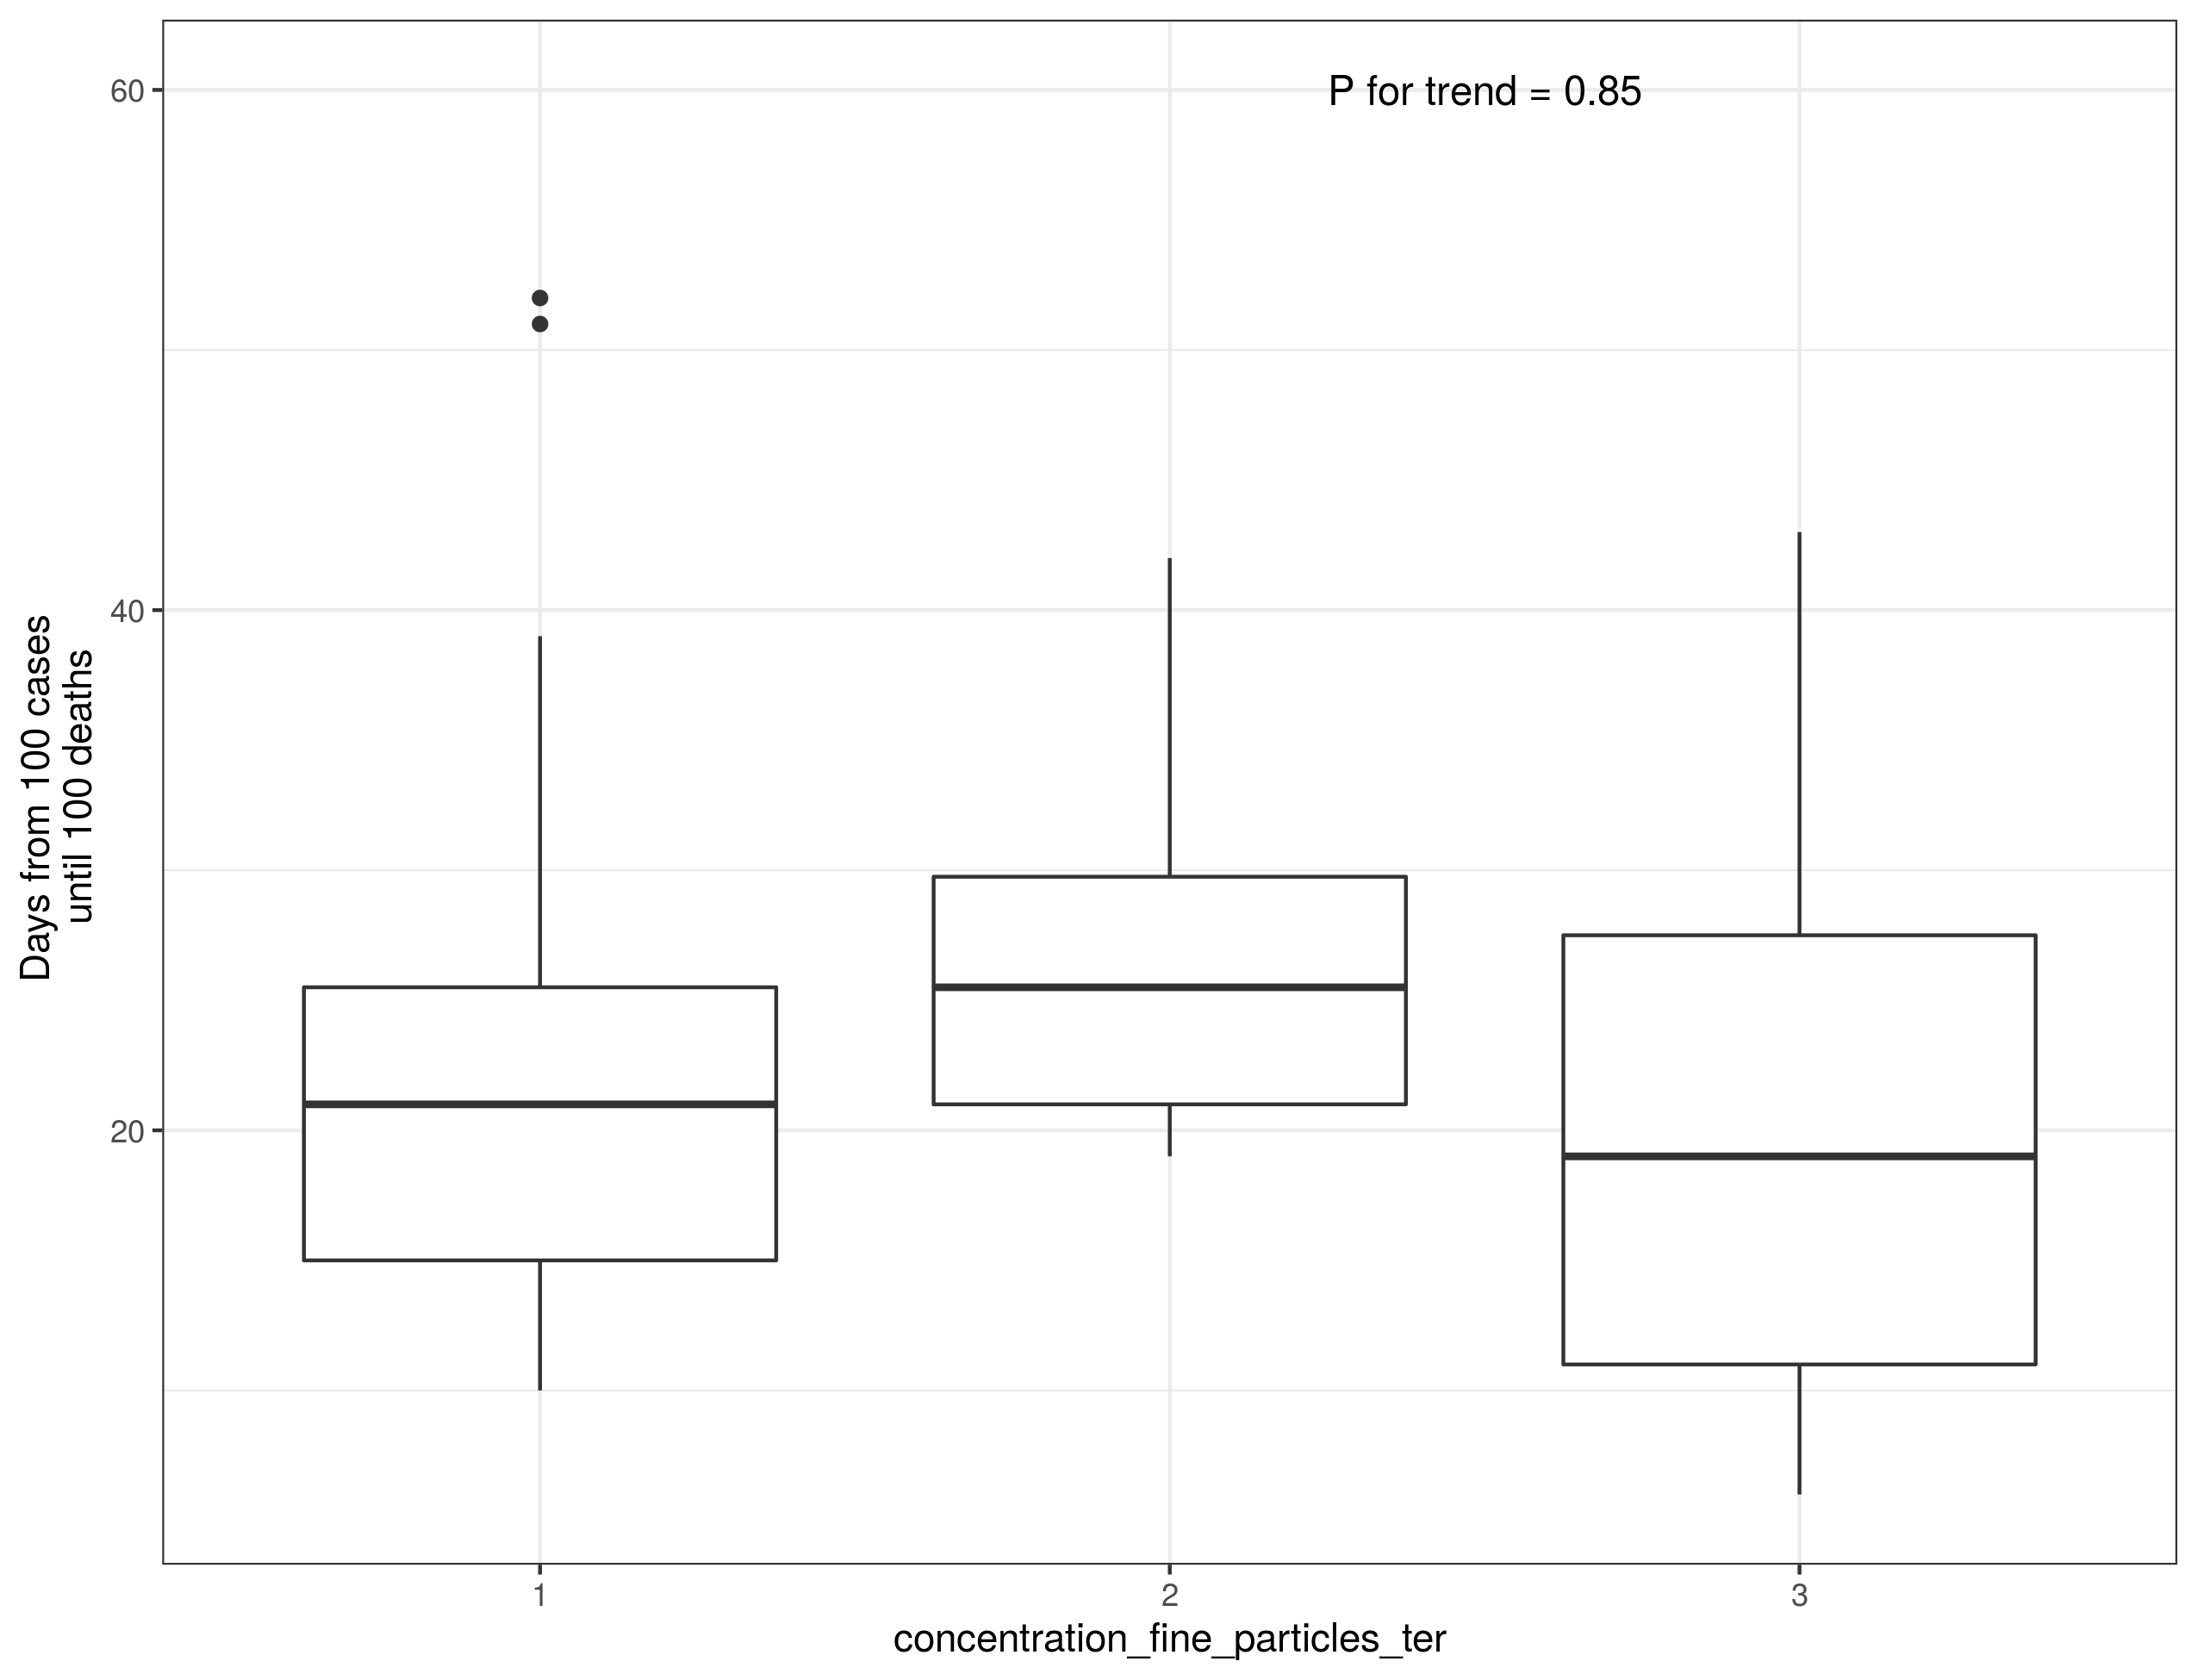 P for trend = 0.85
60
40
20
Days from 100 cases
until 100 deaths
1
2
3
concentration_fine_particles_ter